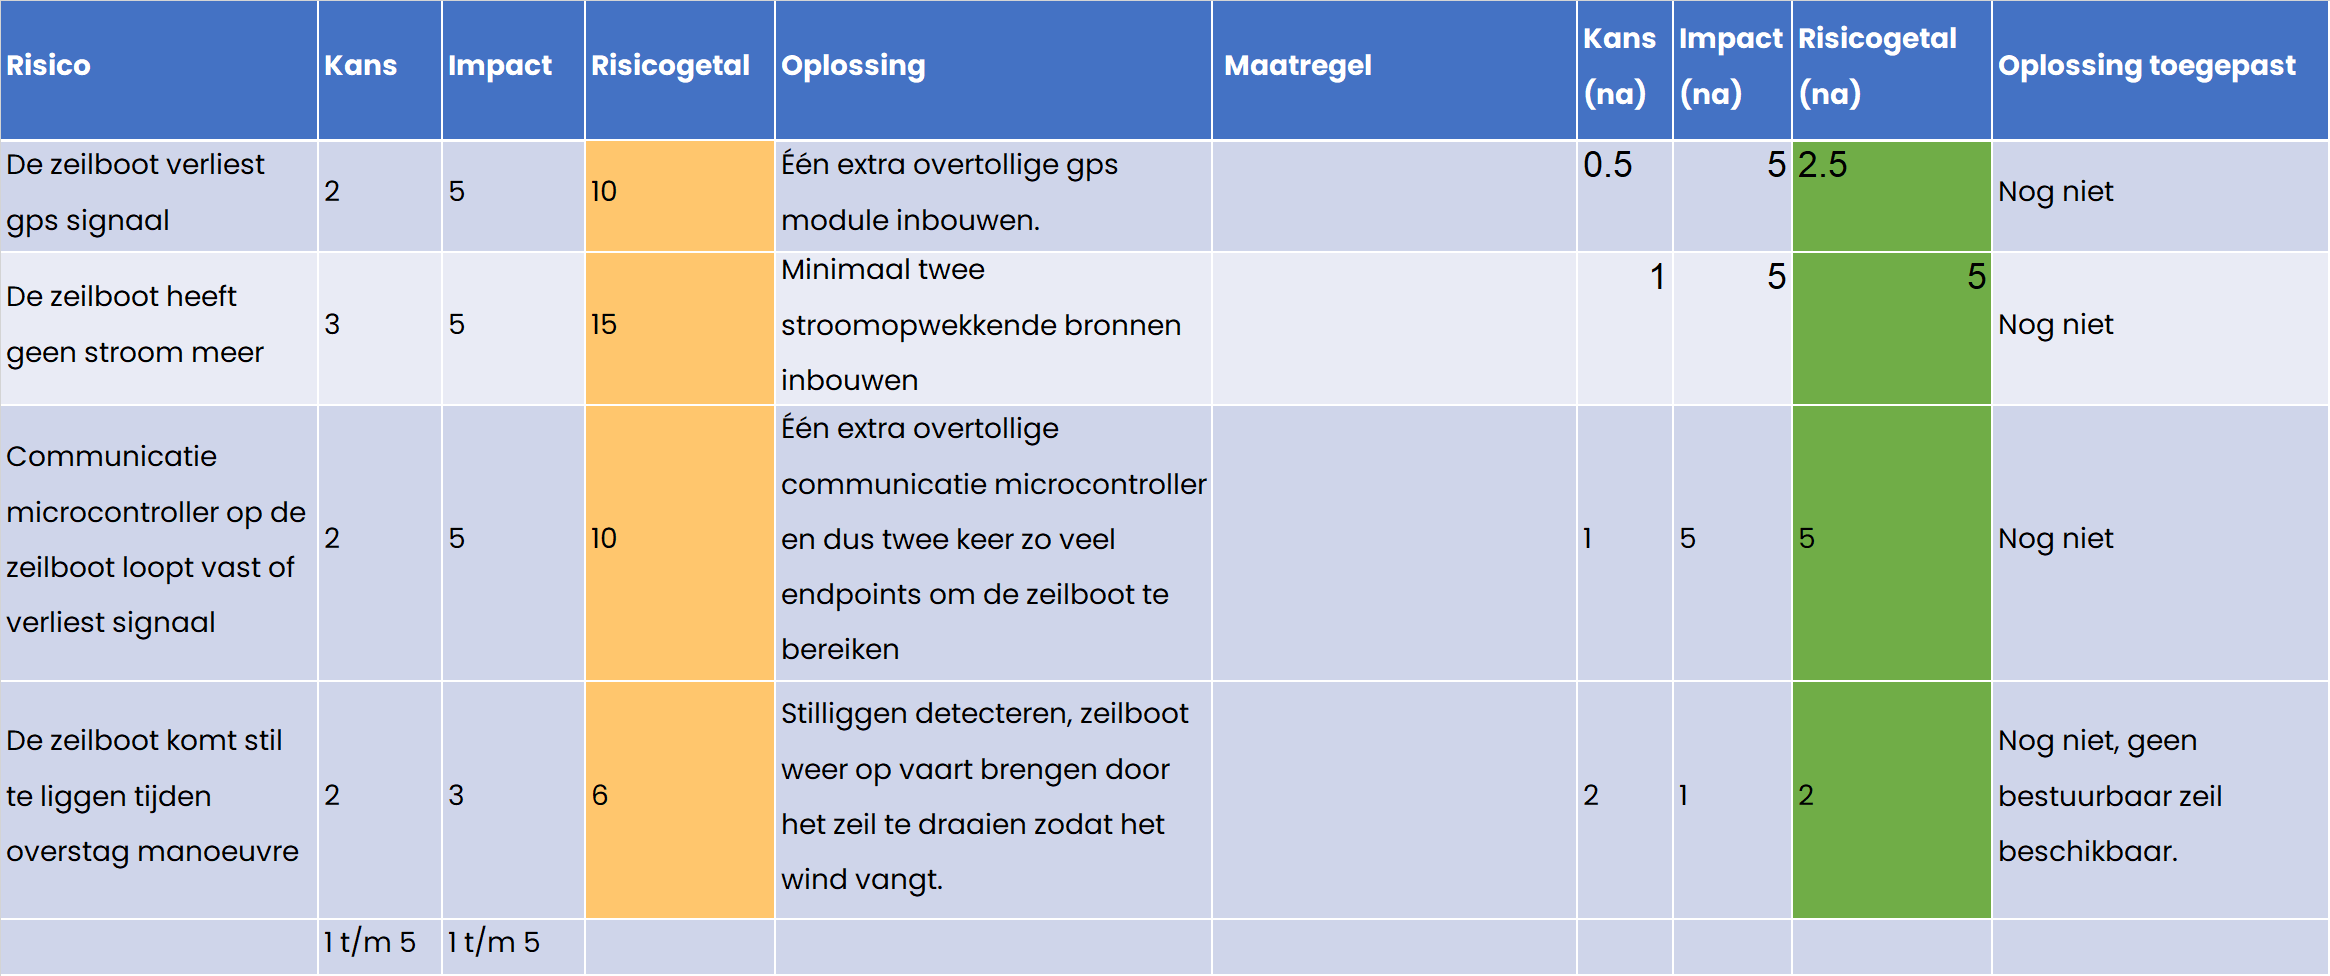 Risico Kans Impact Risicogetal Oplossing Maatregel Kans (na) Impact (na) Risicogetal (na) Oplossing toegepast
De zeilboot verliest
gps signaal
2
5
10
Één extra overtollige gps
module inbouwen.
0.5
5
2.5
Nog niet
De zeilboot heeft
geen stroom meer
3
5
15
Minimaal twee
stroomopwekkende bronnen
inbouwen
1
5
5
Nog niet
Communicatie
microcontroller op de
zeilboot loopt vast of
verliest signaal
2
5
10
Één extra overtollige
communicatie microcontroller
en dus twee keer zo veel
endpoints om de zeilboot te
bereiken
1
5
5
Nog niet
De zeilboot komt stil
te liggen tijden
overstag manoeuvre
2
3
6
Stilliggen detecteren, zeilboot
weer op vaart brengen door
het zeil te draaien zodat het
wind vangt.
2
1
2
Nog niet, geen
bestuurbaar zeil
beschikbaar.
1 t/m 5
1 t/m 5